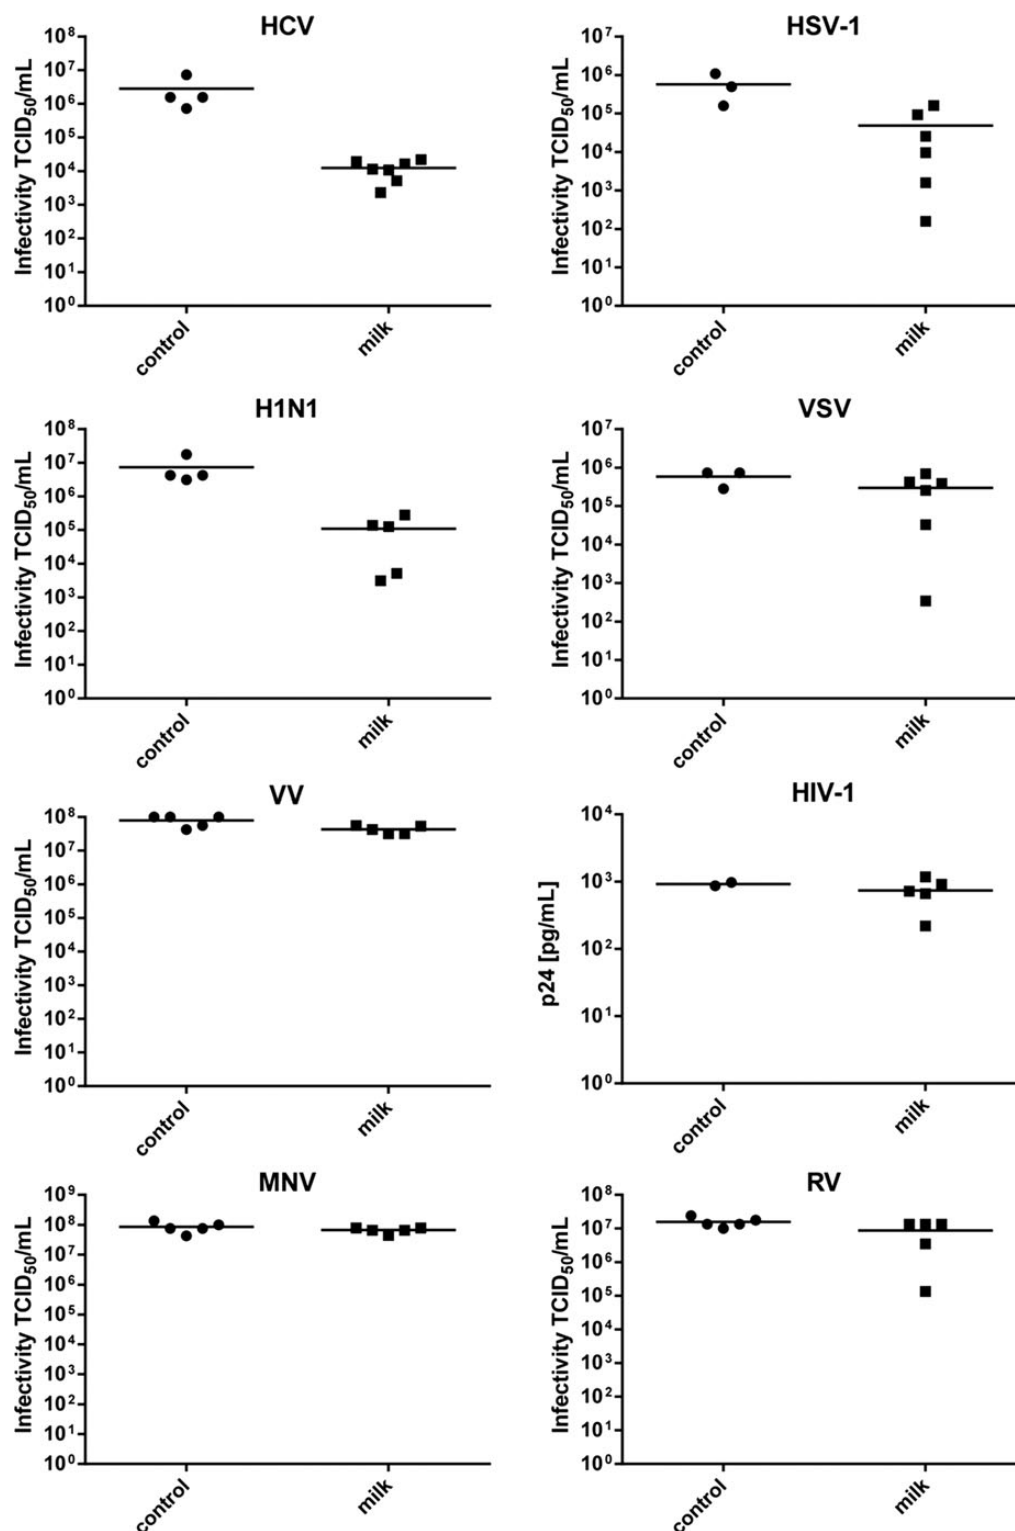 HCV
Infectivity TCID50/mL
10^8
10^7
10^6
10^5
10^4
10^3
10^2
10^1
10^0
control
milk
HSV-1
Infectivity TCID50/mL
10^7
10^6
10^5
10^4
10^3
10^2
10^1
10^0
control
milk
H1N1
Infectivity TCID50/mL
10^8
10^7
10^6
10^5
10^4
10^3
10^2
10^1
10^0
control
milk
VSV
Infectivity TCID50/mL
10^7
10^6
10^5
10^4
10^3
10^2
10^1
10^0
control
milk
VV
Infectivity TCID50/mL
10^8
10^7
10^6
10^5
10^4
10^3
10^2
10^1
10^0
control
milk
HIV-1
p24 [pg/mL]
10^4
10^3
10^2
10^1
10^0
control
milk
MNV
Infectivity TCID50/mL
10^9
10^8
10^7
10^6
10^5
10^4
10^3
10^2
10^1
10^0
control
milk
RV
Infectivity TCID50/mL
10^8
10^7
10^6
10^5
10^4
10^3
10^2
10^1
10^0
control
milk